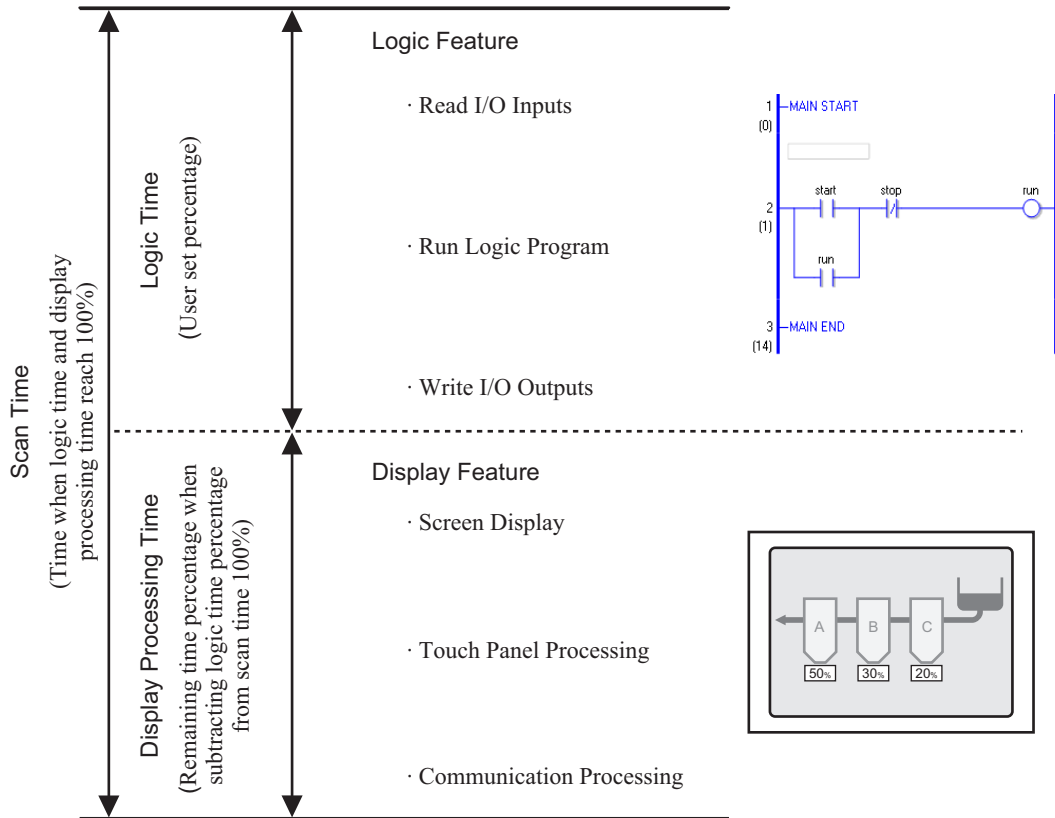 Scan Time
(Time when logic time and display
processing time reach 100%)
Logic Time
(User set percentage)
Logic Feature
· Read I/O Inputs
· Run Logic Program
· Write I/O Outputs
1
MAIN START
(0)
start
stop
run
2
(1)
run
3
MAIN END
(14)
Display Processing Time
(Remaining time percentage when
subtracting logic time percentage
from scan time 100%)
Display Feature
· Screen Display
· Touch Panel Processing
· Communication Processing
A
B
C
50%
30%
20%